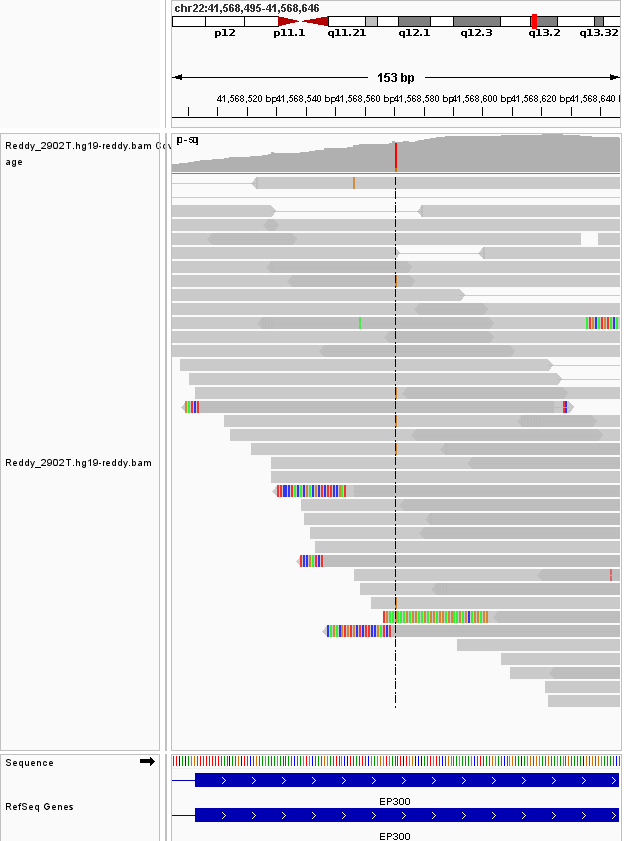 chr22:41,568,495-41,568,646
p12 p11.1 q11.21 q12.1 q12.3 q13.2 q13.32
153 bp
41,568,520 bp 41,568,540 bp 41,568,560 bp 41,568,580 bp 41,568,600 bp 41,568,620 bp 41,568,640 bp
Reddy_2902T.hg19-reddy.bam Cov
age
Reddy_2902T.hg19-reddy.bam
Sequence
EP300
RefSeq Genes
EP300